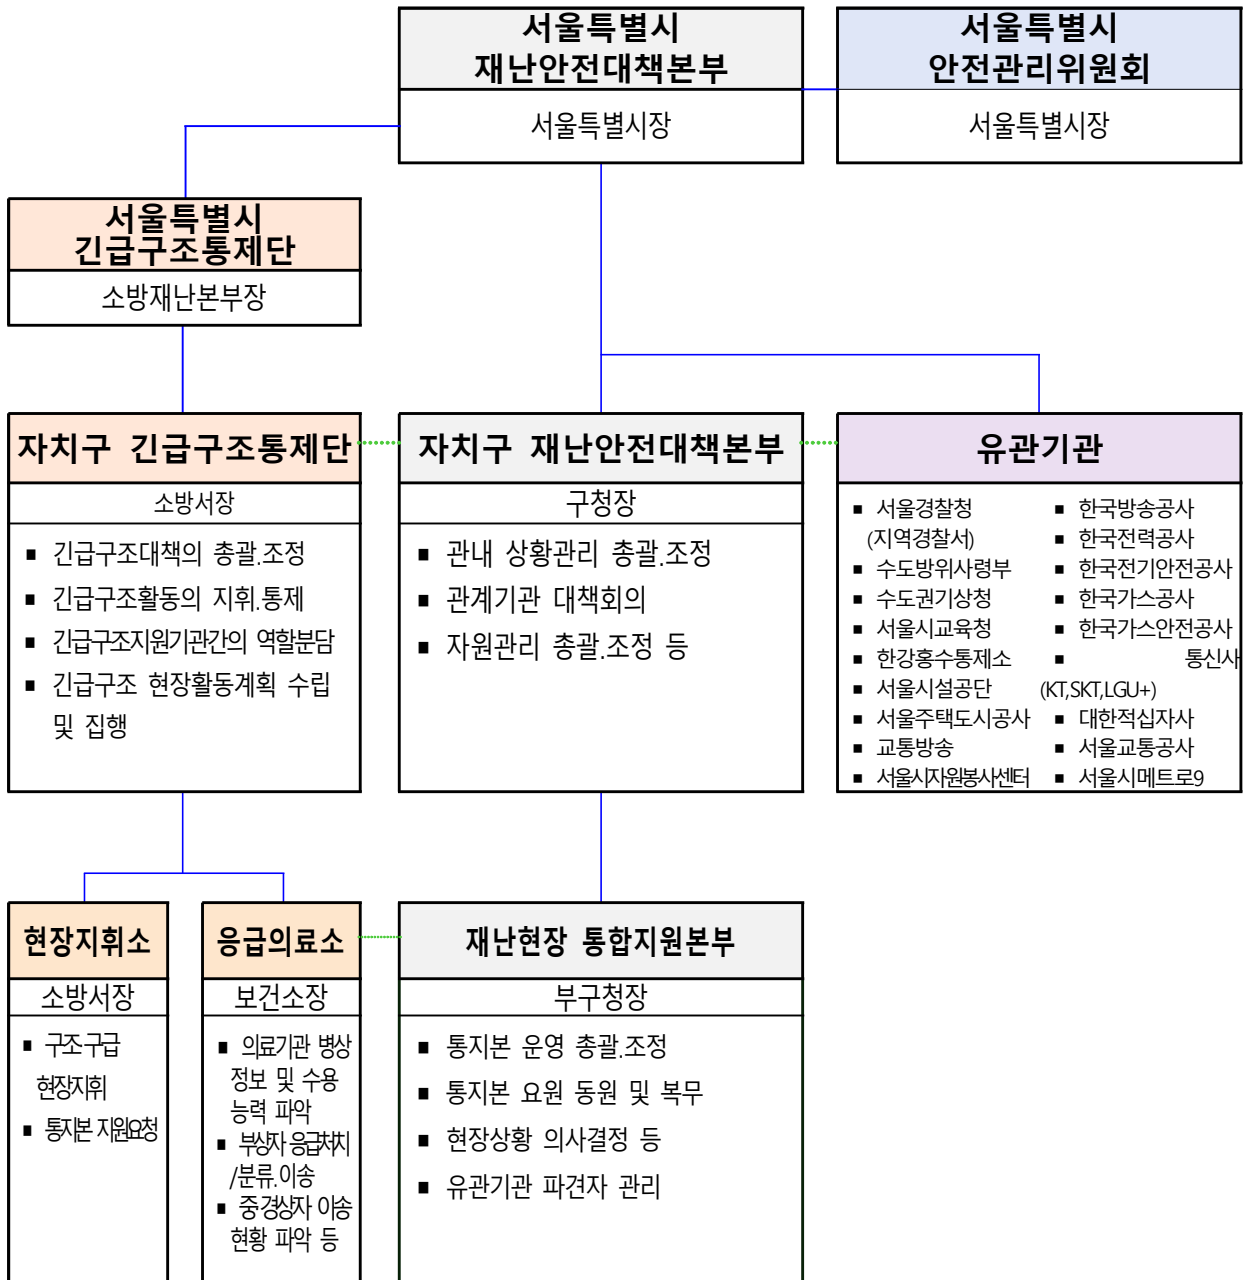 서울특별시
재난안전대책본부
서울특별시장
서울특별시
안전관리위원회
서울특별시장
서울특별시
긴급구조통제단
소방재난본부장
자치구 긴급구조통제단
소방서장
■ 긴급구조대책의 총괄.조정
■ 긴급구조활동의 지휘.통제
■ 긴급구조지원기관간의 역할분담
■ 긴급구조 현장활동계획 수립
및 집행
자치구 재난안전대책본부
구청장
■ 관내 상황관리 총괄.조정
■ 관계기관 대책회의
■ 자원관리 총괄.조정 등
유관기관
■ 서울경찰청
(지역경찰서)
■ 수도방위사령부
■ 수도권기상청
■ 서울시교육청
■ 한강홍수통제소
■ 서울시설공단
■ 서울주택도시공사
■ 교통방송
■ 서울시자원봉사센터
■ 한국방송공사
■ 한국전력공사
■ 한국전기안전공사
■ 한국가스공사
■ 한국가스안전공사
■ 통신사
(KT,SKT,LGU+)
■ 대한적십자사
■ 서울교통공사
■ 서울시메트로9
현장지휘소
소방서장
■ 구조구급
현장지휘
■ 통지본 지원요청
응급의료소
보건소장
■ 의료기관 병상
정보 및 수용
능력 파악
■ 부상자 응급처치
/분류.이송
■ 중경상자 이송
현황 파악 등
재난현장 통합지원본부
부구청장
■ 통지본 운영 총괄.조정
■ 통지본 요원 동원 및 복무
■ 현장상황 의사결정 등
■ 유관기관 파견자 관리